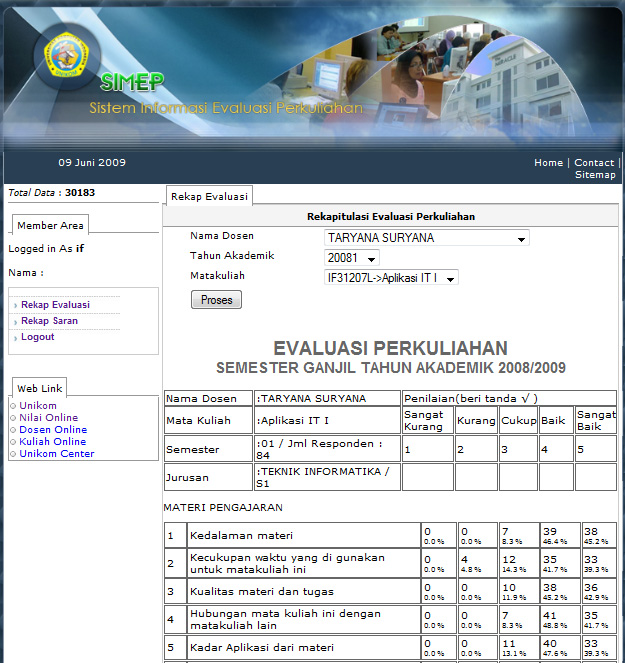 SIMEP
Sistem Informasi Evaluasi Perkuliahan
09 Juni 2009
Home | Contact |
Sitemap
Total Data : 30183
Member Area
Logged in As if
Nama :
Rekap Evaluasi
Rekap Saran
Logout
Web Link
Unikom
Nilai Online
Dosen Online
Kuliah Online
Unikom Center
Rekap Evaluasi
Rekapitulasi Evaluasi Perkuliahan
Nama Dosen TARYANA SURYANA
Tahun Akademik 20081
Matakuliah IF31207L->Aplikasi IT I
Proses
EVALUASI PERKULIAHAN
SEMESTER GANJIL TAHUN AKADEMIK 2008/2009
Nama Dosen :TARYANA SURYANA Penilaian(beri tanda √ )
Mata Kuliah :Aplikasi IT I Sangat Kurang Kurang Cukup Baik Sangat Baik
Semester :01 / Jml Responden : 84 1 2 3 4 5
Jurusan :TEKNIK INFORMATIKA / S1
MATERI PENGAJARAN
1 Kedalaman materi 0 0.0 % 0 0.0 % 7 8.3 % 39 46.4 % 38 45.2 %
2 Kecukupan waktu yang di gunakan untuk matakuliah ini 0 0.0 % 4 4.8 % 12 14.3 % 35 41.7 % 33 39.3 %
3 Kualitas materi dan tugas 0 0.0 % 0 0.0 % 10 11.9 % 38 45.2 % 36 42.9 %
4 Hubungan mata kuliah ini dengan matakuliah lain 0 0.0 % 0 0.0 % 7 8.3 % 41 48.8 % 35 41.7 %
5 Kadar Aplikasi dari materi 0 0.0 % 0 0.0 % 11 13.1 % 40 47.6 % 33 39.3 %